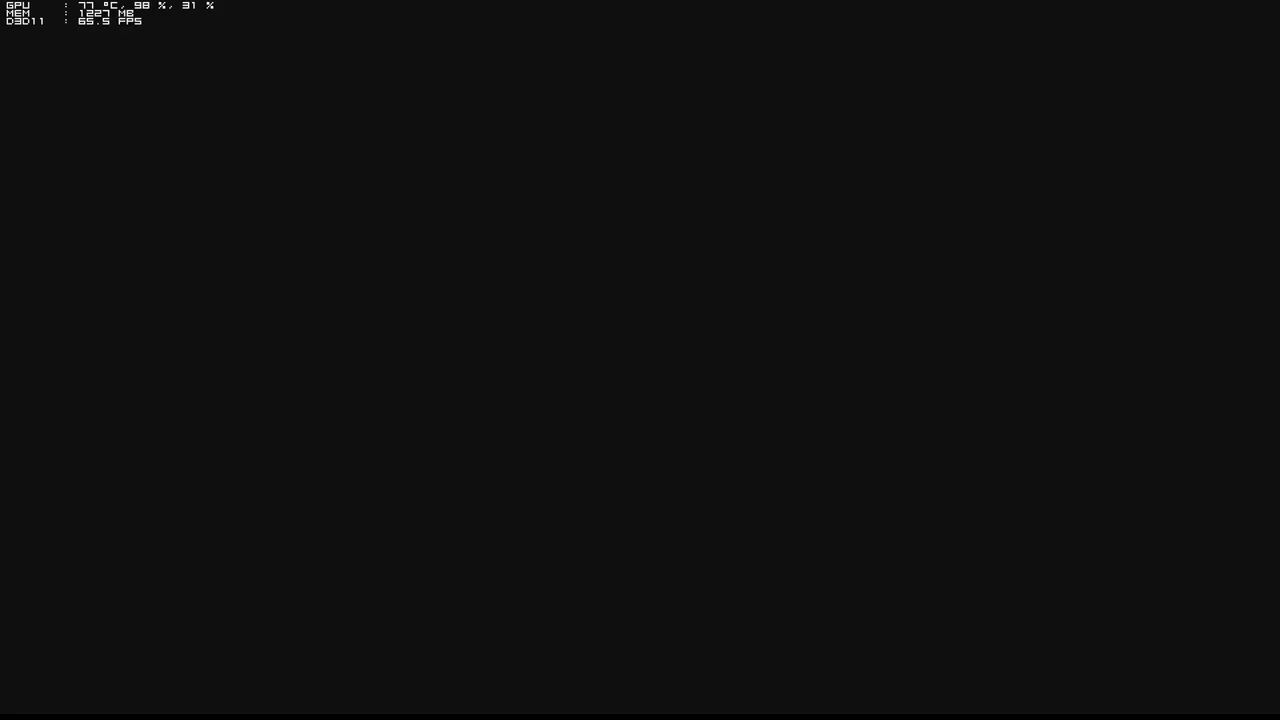 GPU : 77 °C, 98 %, 31 %
MEM : 1227 MB
D3D11 : 65.5 FPS